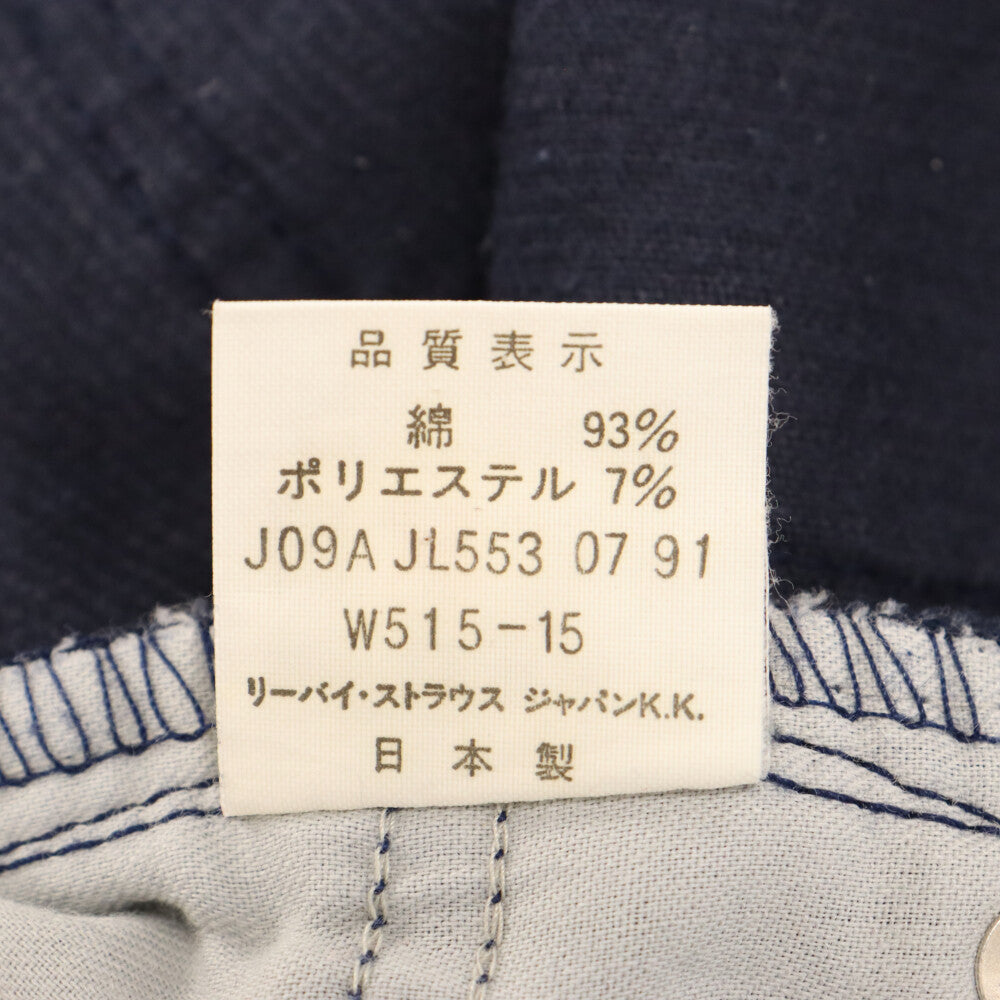 品質表示
綿 93%
ポリエステル 7%
J09A JL553 07 91
W515-15
リーバイ・ストラウス ジャパンK.K.
日本製